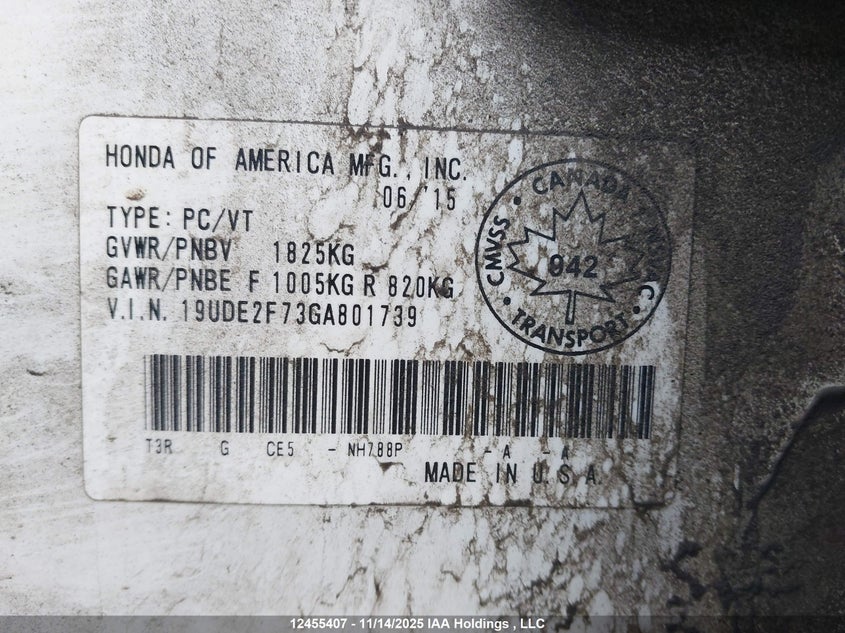 HONDA OF AMERICA MFG., INC.
06/15
TYPE: PC/VT
GVWR/PNBV 1825KG
GAWR/PNBE F 1005KG R 820KG
V.I.N. 19UDE2F73GA801739
CANADA
CMVSS
042
TRANSPORT
T3R G CE5 - NH788P - A - A
MADE IN U.S.A.
12455407 - 11/14/2025 IAA Holdings , LLC